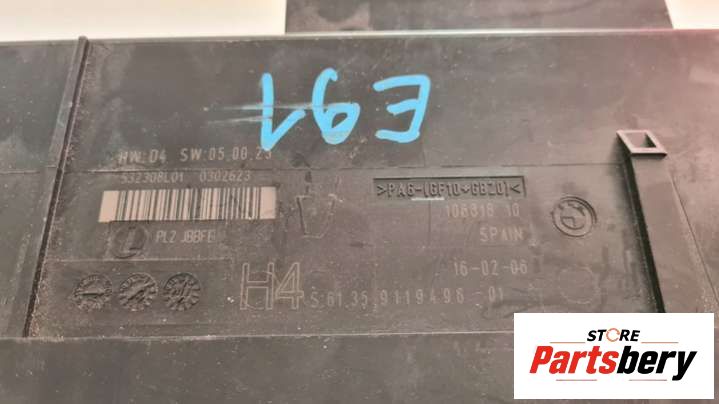 E91
HW:04 SW:05.00.23
532308L01 0302623
PL2 JBBFE
>PA6-(GF10+GB20)<
108818 10
SPAIN
16-02-06
H4
S 61.35 9119496-01
STORE
Partsbery